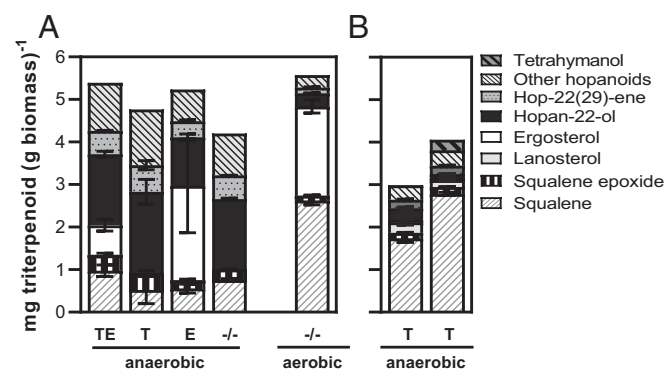 A
B
mg triterpenoid (g biomass)-1
6
5
4
3
2
1
0
TE T E -/- -/- T T
anaerobic aerobic anaerobic
Tetrahymanol
Other hopanoids
Hop-22(29)-ene
Hopan-22-ol
Ergosterol
Lanosterol
Squalene epoxide
Squalene